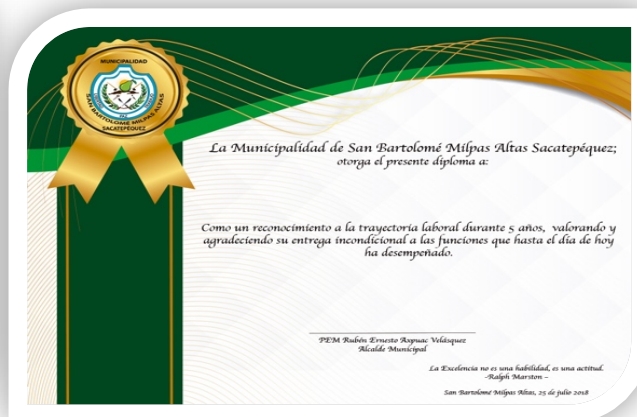 MUNICIPALIDAD
SAN BARTOLOMÉ MILPAS ALTAS
SACATEPÉQUEZ
La Municipalidad de San Bartolomé Milpas Altas Sacatepéquez;
otorga el presente diploma a:
Como un reconocimiento a la trayectoria laboral durante 5 años, valorando y
agradeciendo su entrega incondicional a las funciones que hasta el día de hoy
ha desempeñado.
PEM Rubén Ernesto Axpuac Velásquez
Alcalde Municipal
La Excelencia no es una habilidad, es una actitud.
-Ralph Marston –
San Bartolomé Milpas Altas, 25 de julio 2018